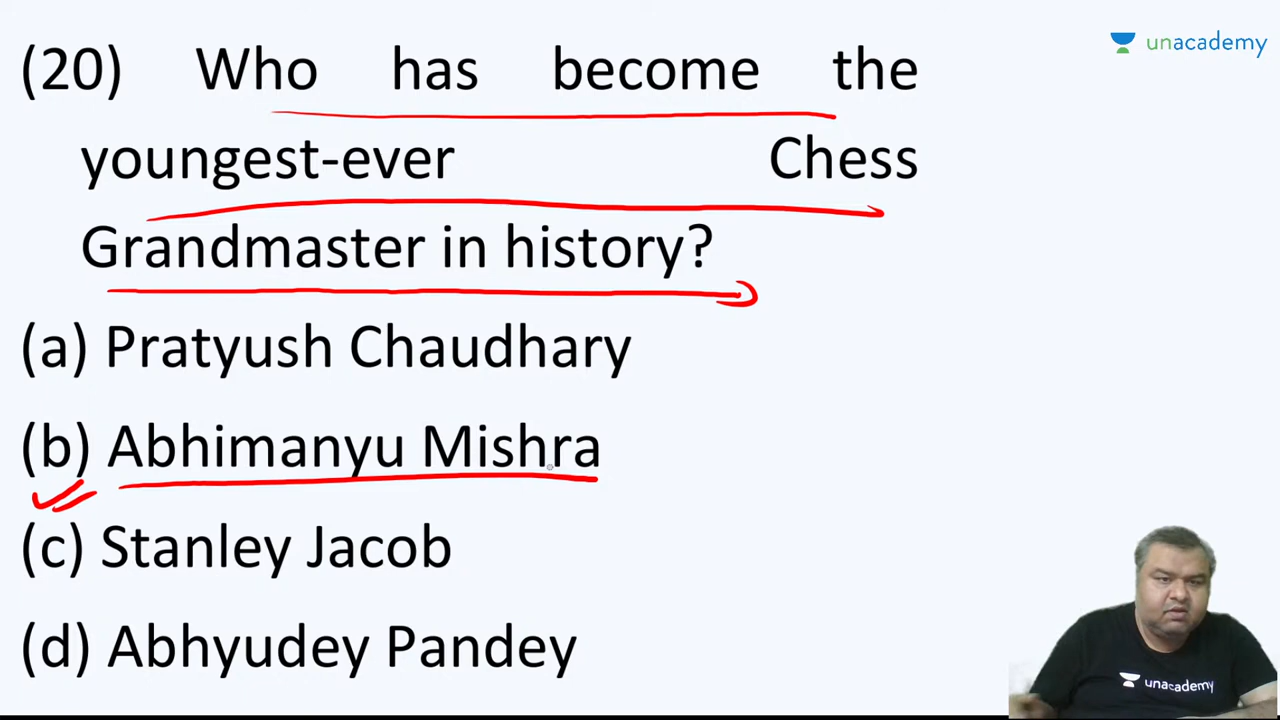 unacademy
(20) Who has become the
youngest-ever Chess
Grandmaster in history?
(a) Pratyush Chaudhary
(b) Abhimanyu Mishra
(c) Stanley Jacob
(d) Abhyudey Pandey
unacademy